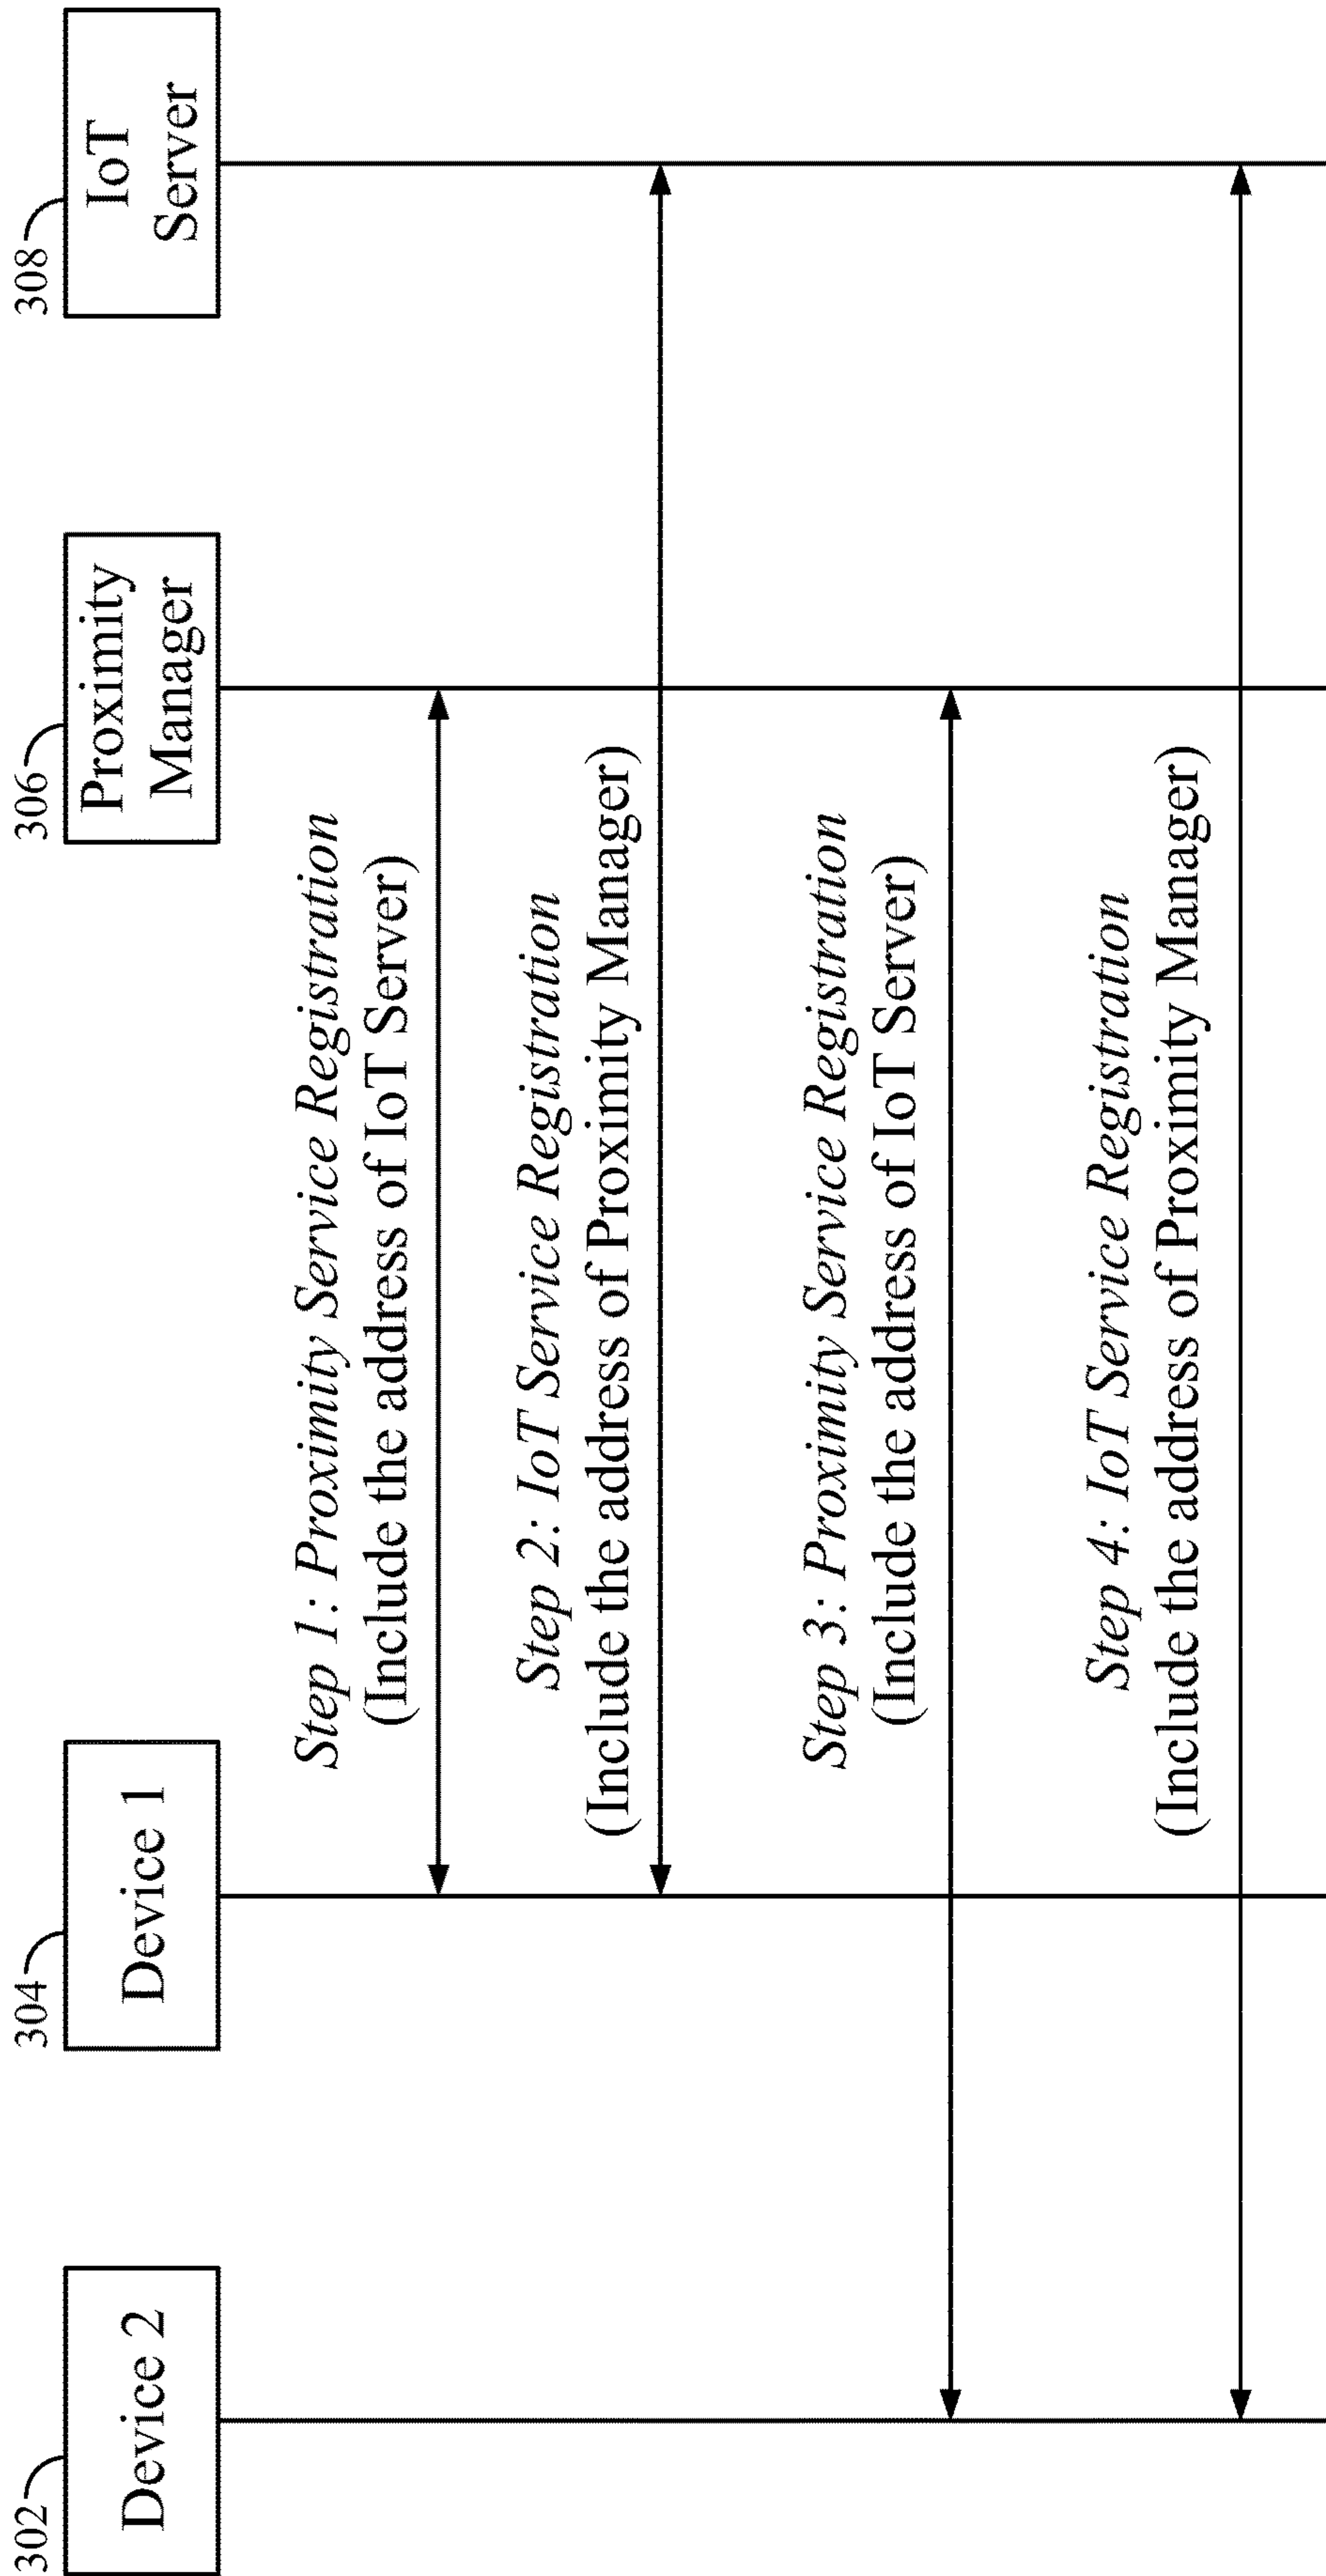 302
Device 2
304
Device 1
306
Proximity
Manager
308
IoT
Server
Step 1: Proximity Service Registration
(Include the address of IoT Server)
Step 2: IoT Service Registration
(Include the address of Proximity Manager)
Step 3: Proximity Service Registration
(Include the address of IoT Server)
Step 4: IoT Service Registration
(Include the address of Proximity Manager)